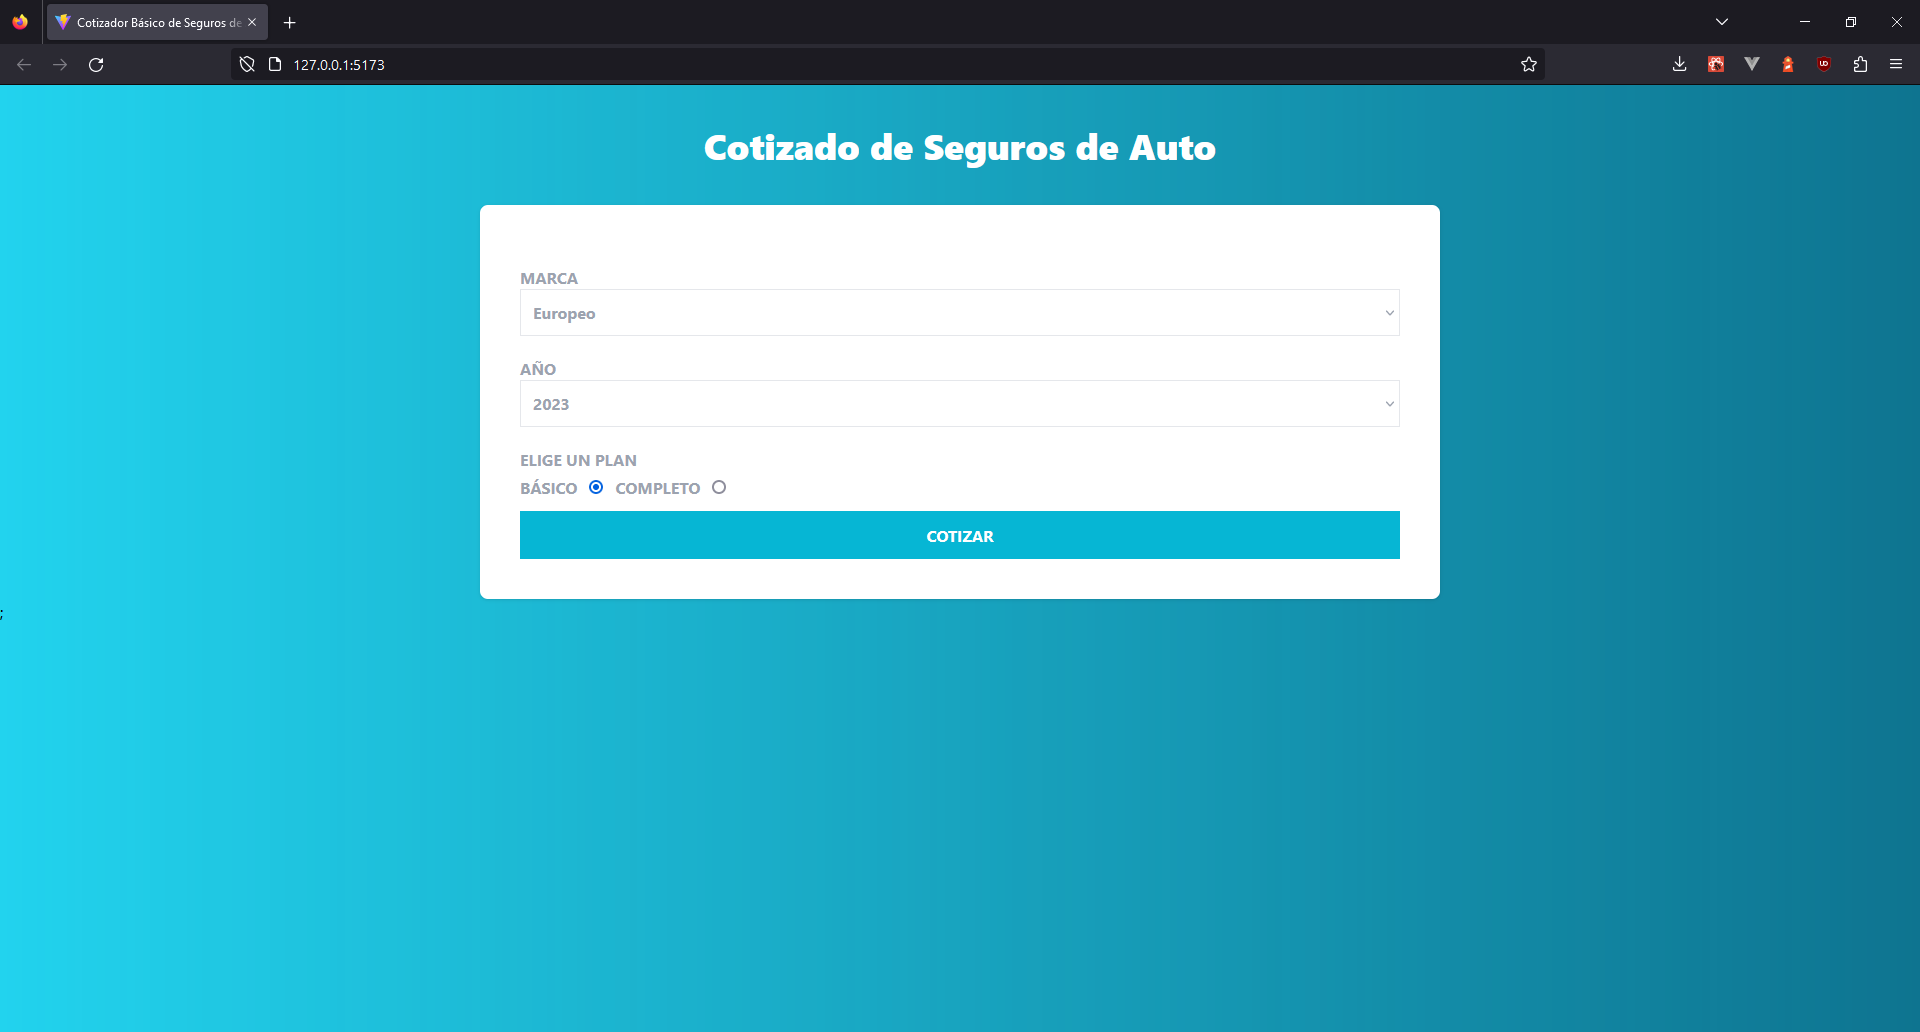 Cotizador Básico de Seguros de
127.0.0.1:5173
Cotizado de Seguros de Auto
MARCA
Europeo
AÑO
2023
ELIGE UN PLAN
BÁSICO COMPLETO
COTIZAR
;